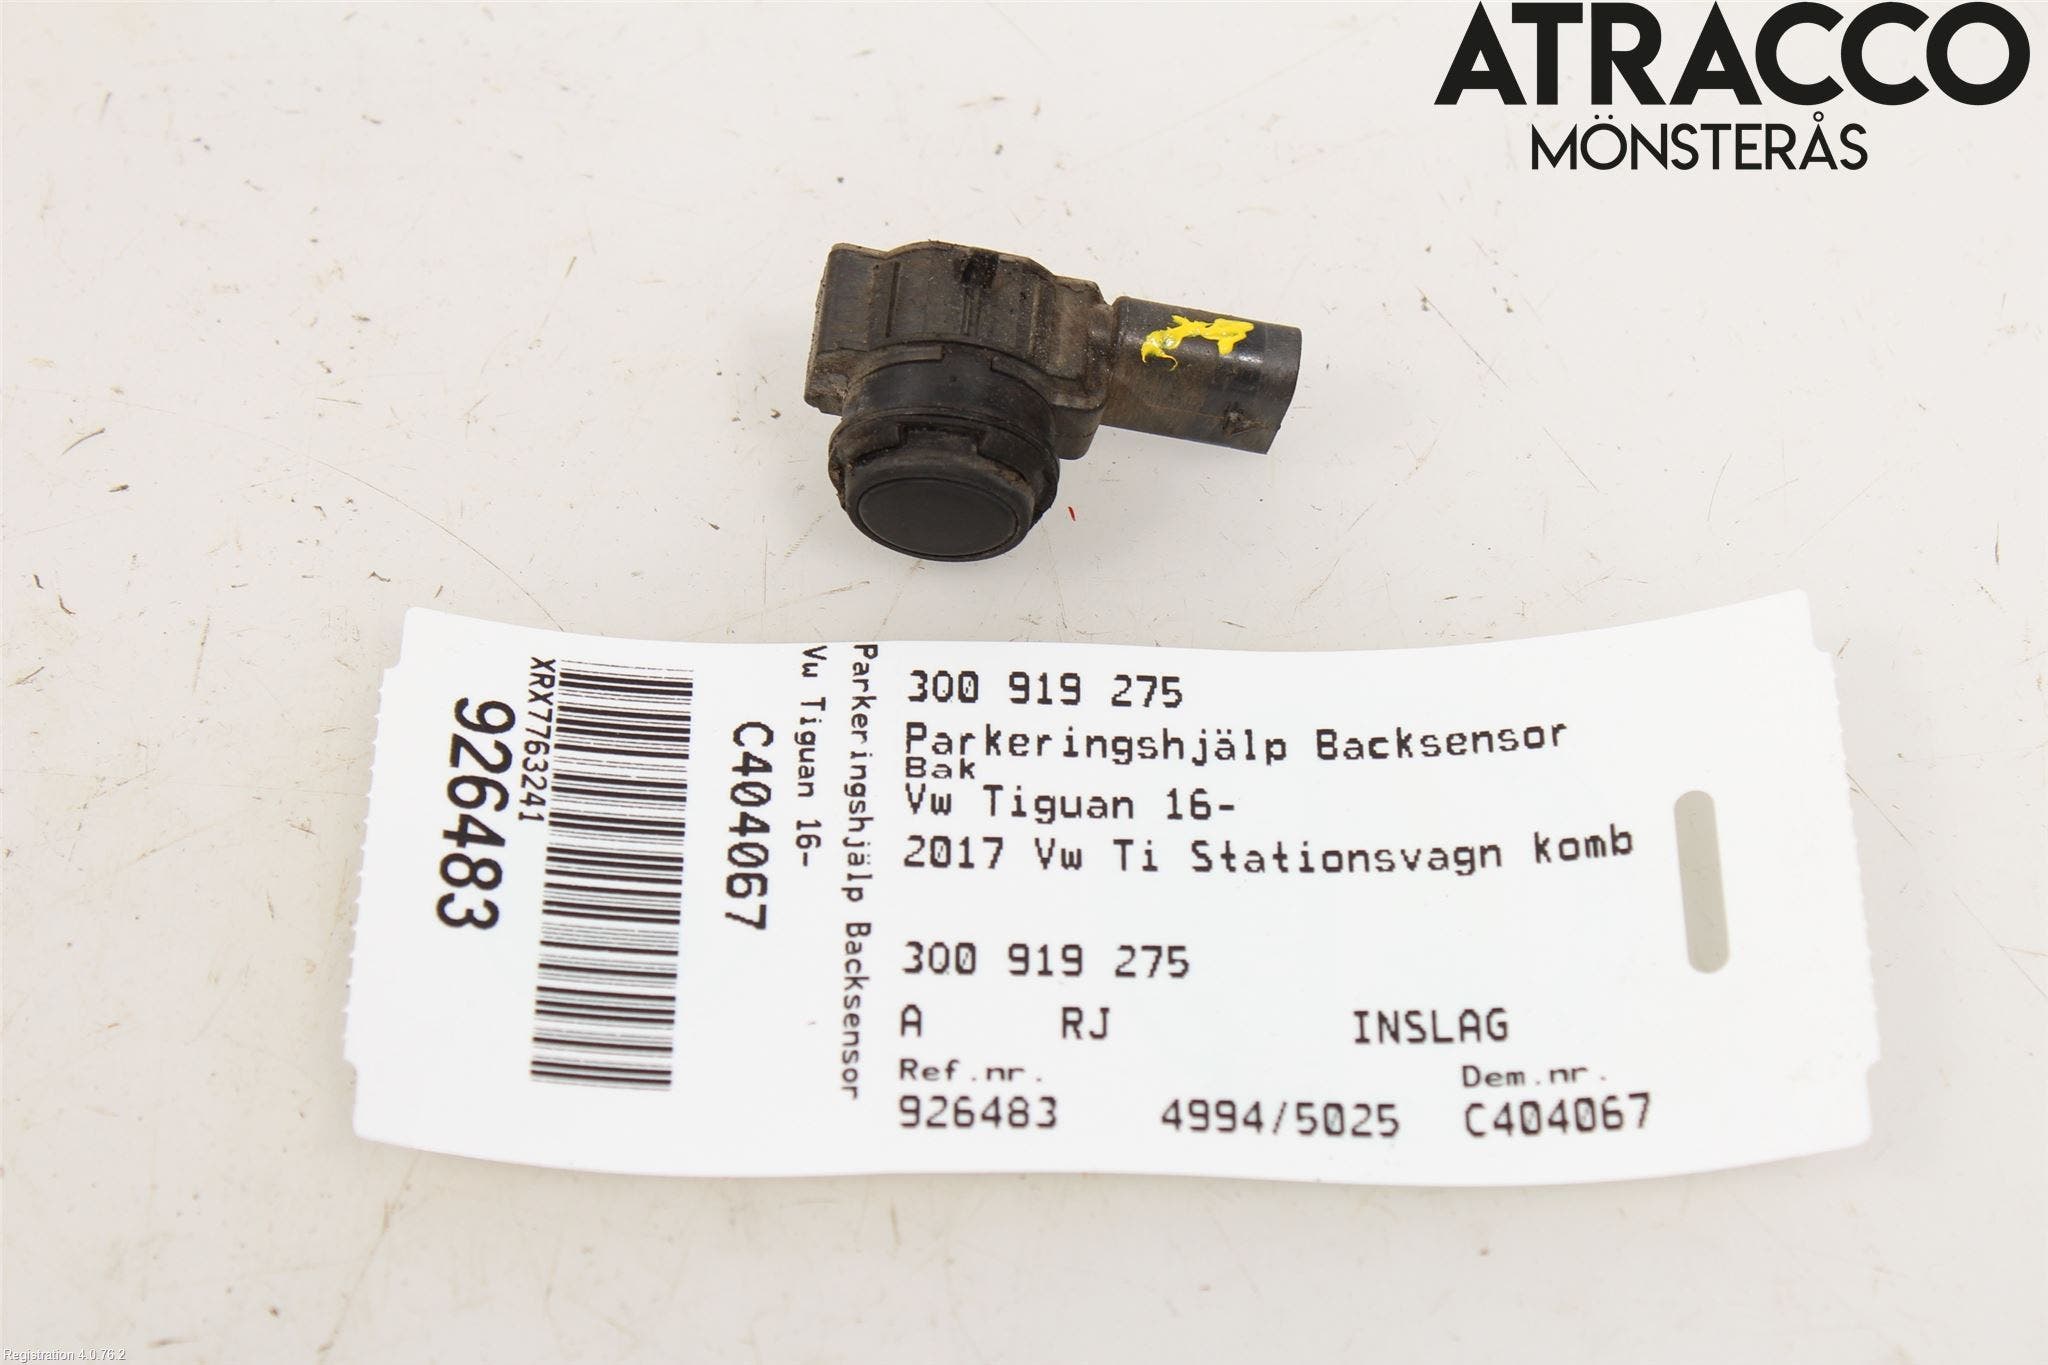 ATRACCO
MÖNSTERÅS
300 919 275
Parkeringshjälp Backsensor
Bak
Vw Tiguan 16-
2017 Vw Ti Stationsvagn komb
300 919 275
A RJ INSLAG
Ref.nr. Dem.nr.
926483 4994/5025 C404067
Parkeringshjälp Backsensor
Vw Tiguan 16-
C404067
XRX7763241
926483
Registration 4.0.76.2